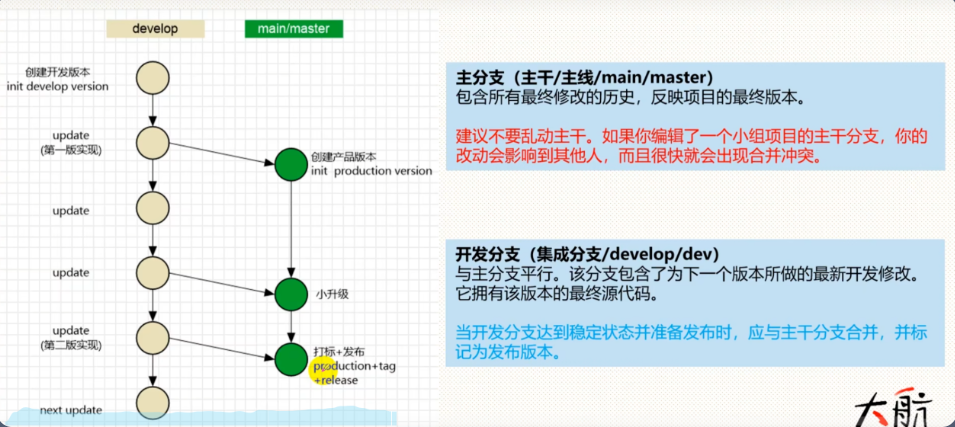 develop
main/master
创建开发版本
init develop version
update
(第一版实现)
创建产品版本
init production version
update
update
小升级
update
(第二版实现)
打标+发布
production+tag
+release
next update
主分支（主干/主线/main/master）
包含所有最终修改的历史，反映项目的最终版本。
建议不要乱动主干。如果你编辑了一个小组项目的主干分支，你的
改动会影响到其他人，而且很快就会出现合并冲突。
开发分支（集成分支/develop/dev）
与主分支平行。该分支包含了为下一个版本所做的最新开发修改。
它拥有该版本的最终源代码。
当开发分支达到稳定状态并准备发布时，应与主干分支合并，并标
记为发布版本。
大航